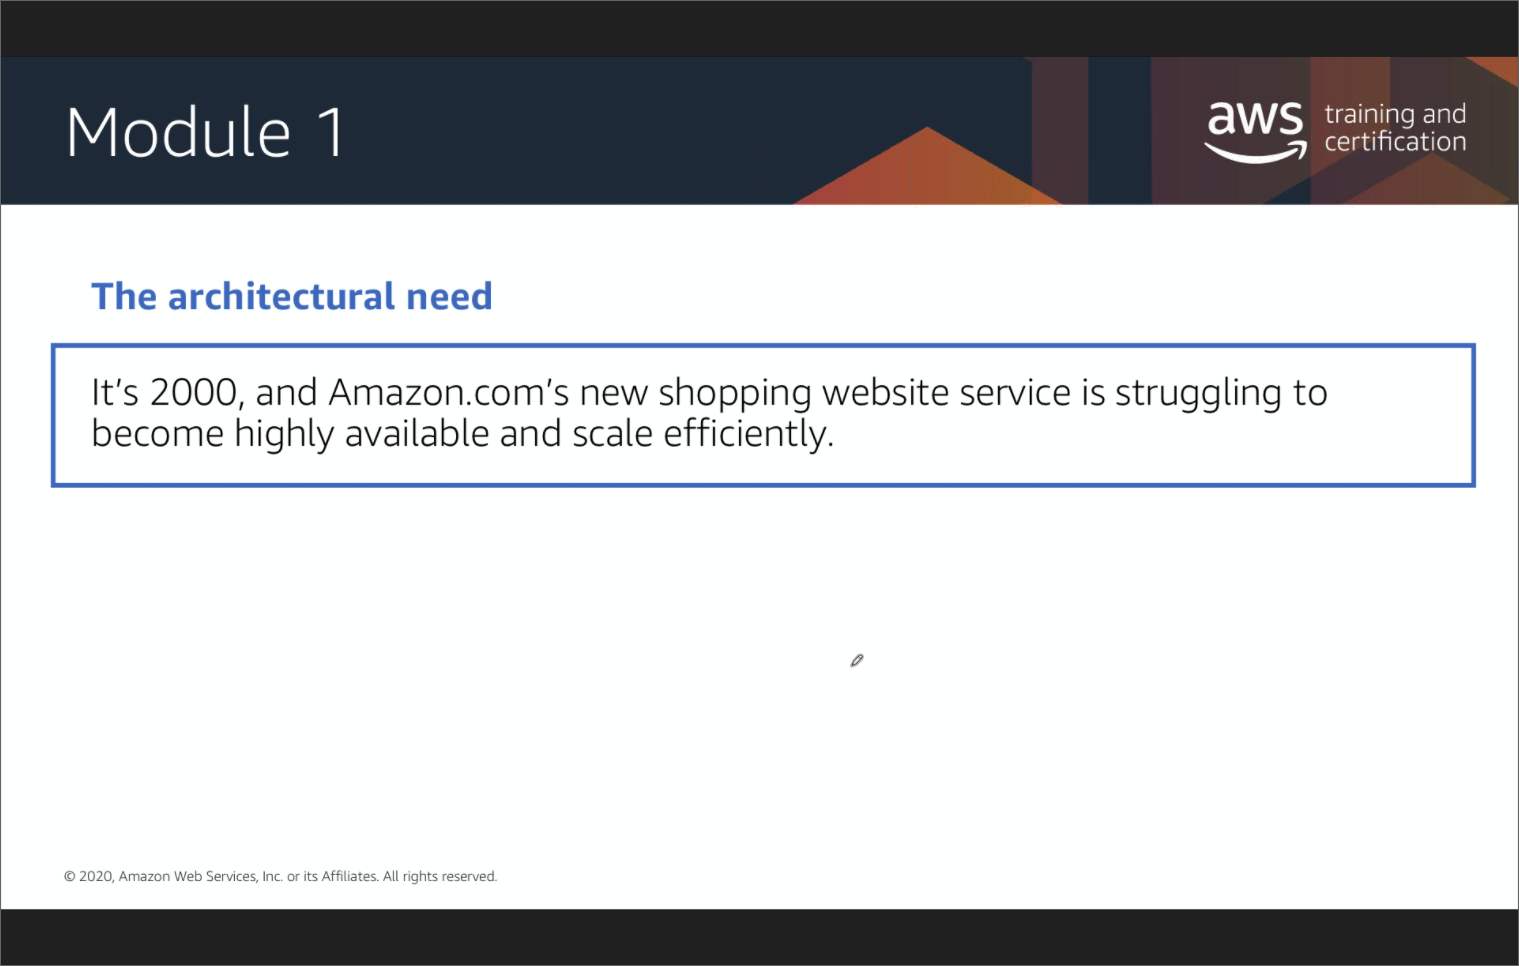 Module 1
aws training and
certification
The architectural need
It’s 2000, and Amazon.com’s new shopping website service is struggling to
become highly available and scale efficiently.
© 2020, Amazon Web Services, Inc. or its Affiliates. All rights reserved.